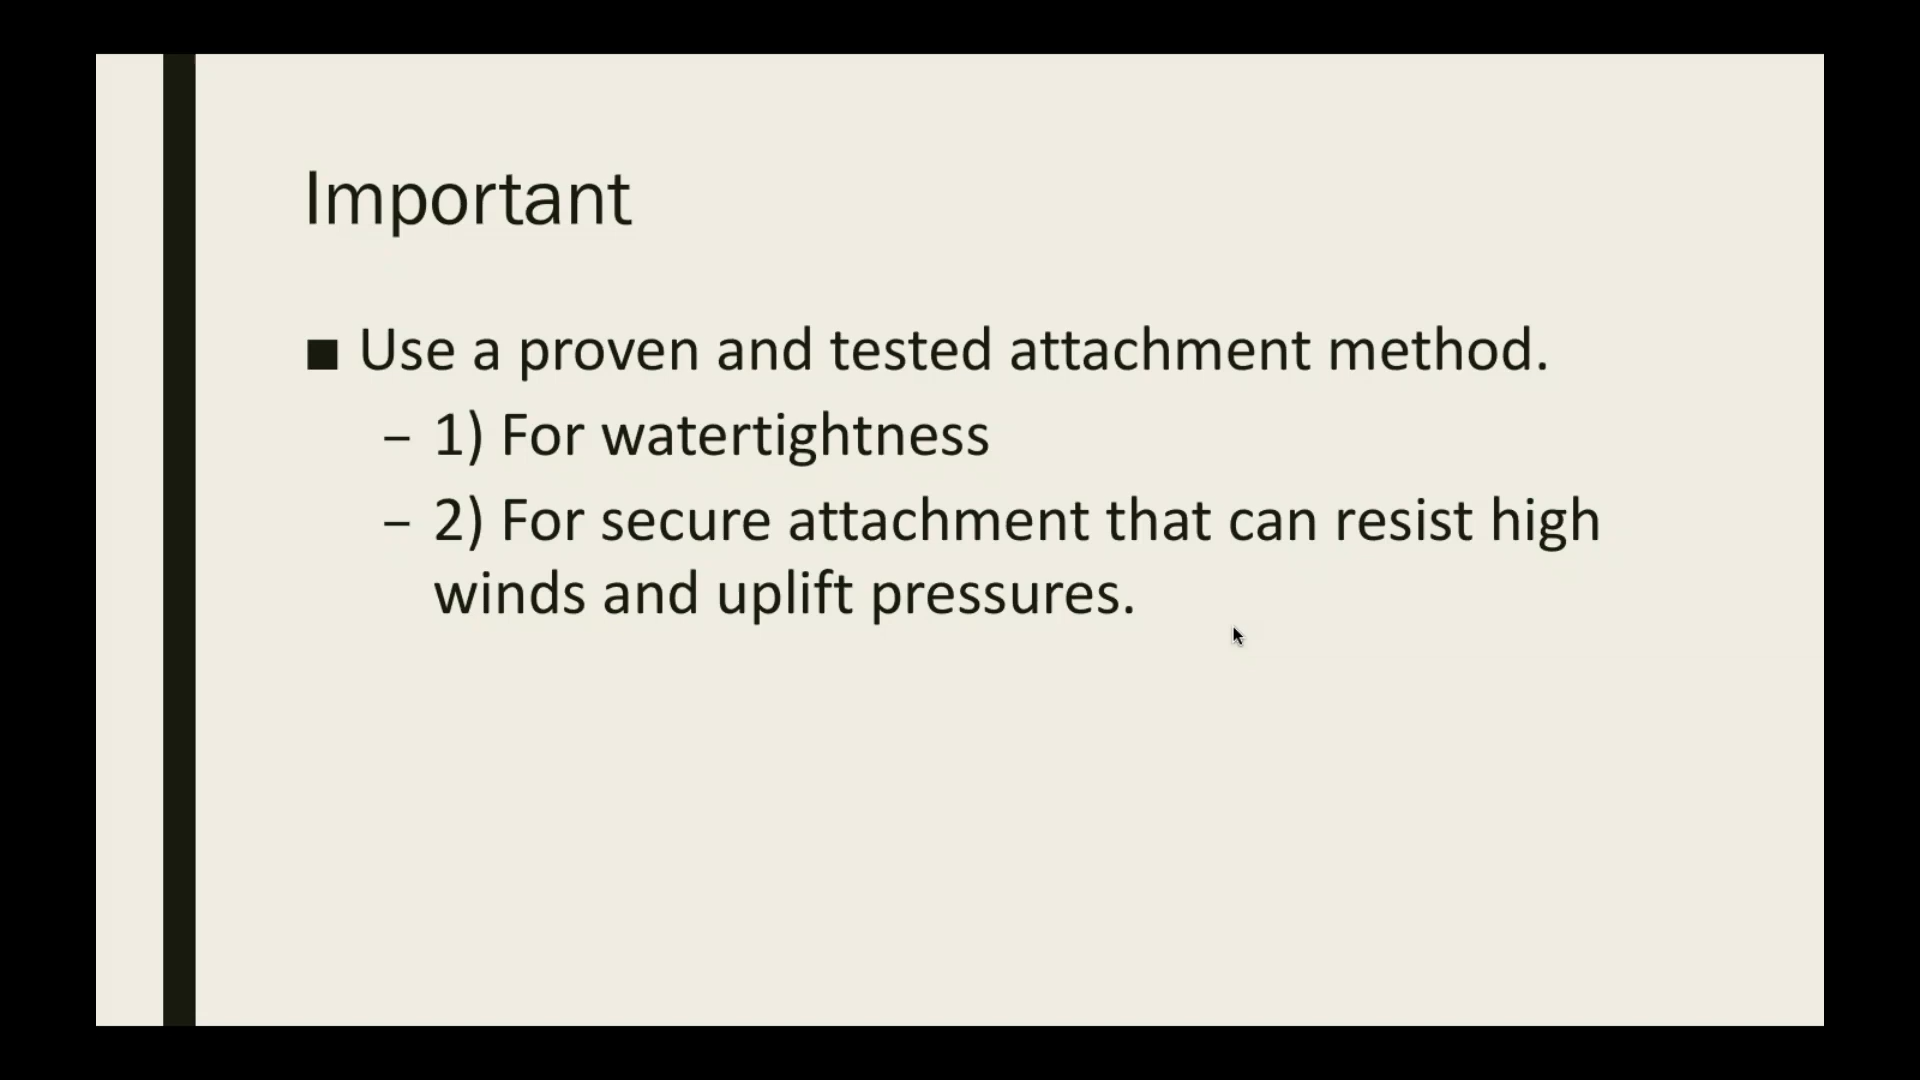 Important
■ Use a proven and tested attachment method.
– 1) For watertightness
– 2) For secure attachment that can resist high
winds and uplift pressures.